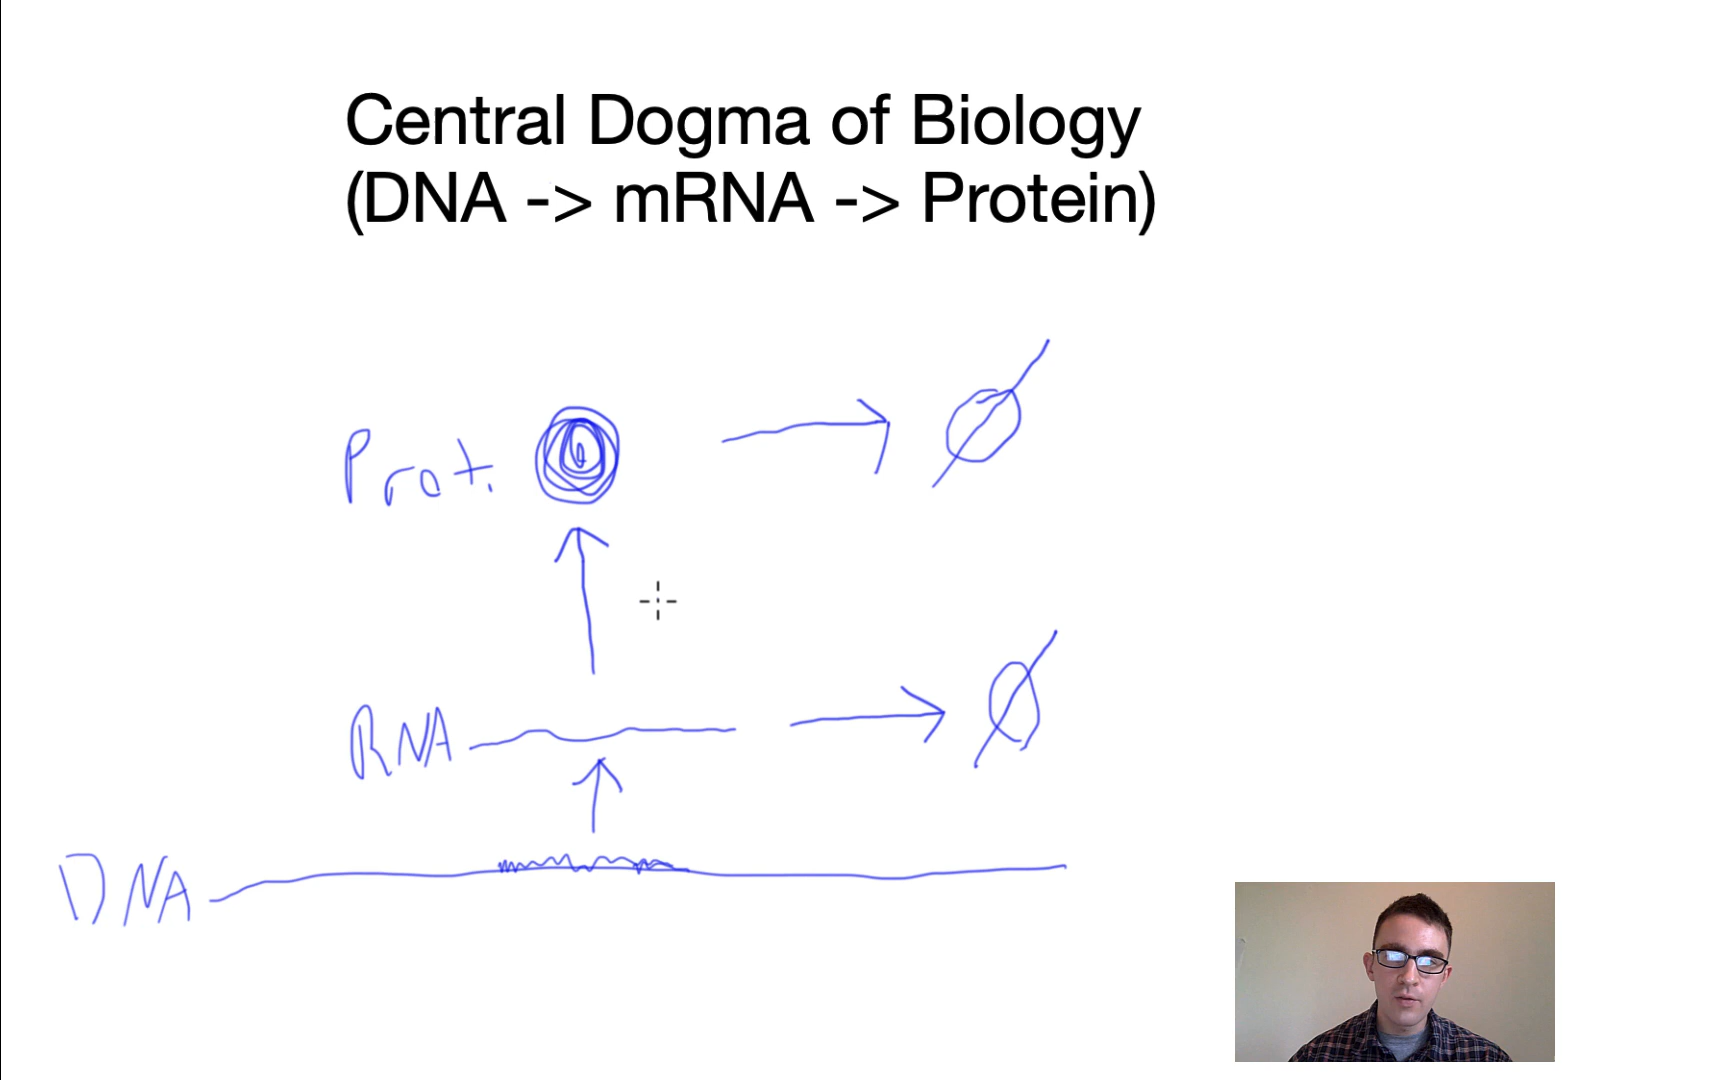 Central Dogma of Biology
(DNA -> mRNA -> Protein)
Prot. → ∅
RNA → ∅
DNA